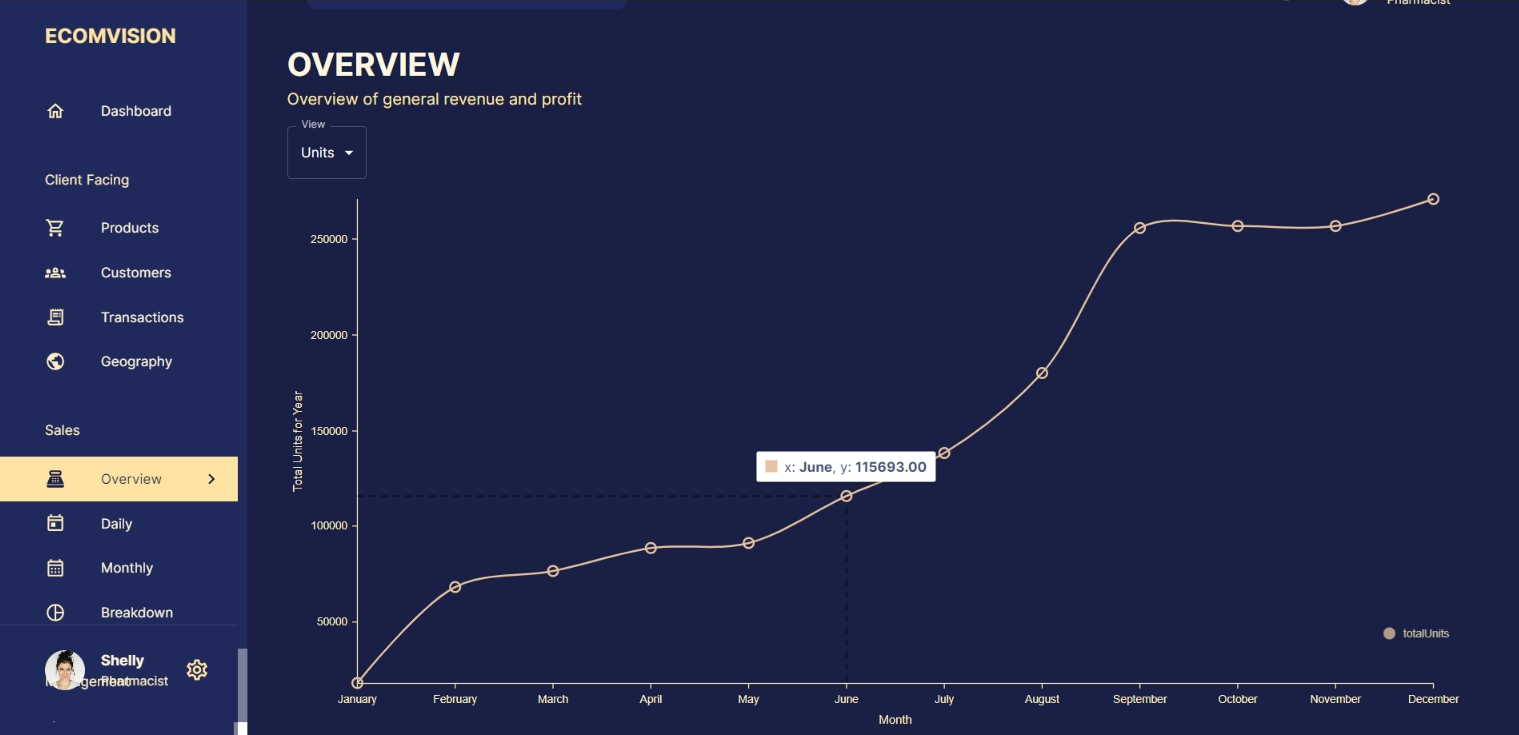 ECOMVISION
Dashboard
Client Facing
Products
Customers
Transactions
Geography
Sales
Overview
Daily
Monthly
Breakdown
Shelly
Pharmacist
Pharmacist
OVERVIEW
Overview of general revenue and profit
View
Units
Total Units for Year
250000
200000
150000
100000
50000
x: June, y: 115693.00
totalUnits
January February March April May June July August September October November December
Month